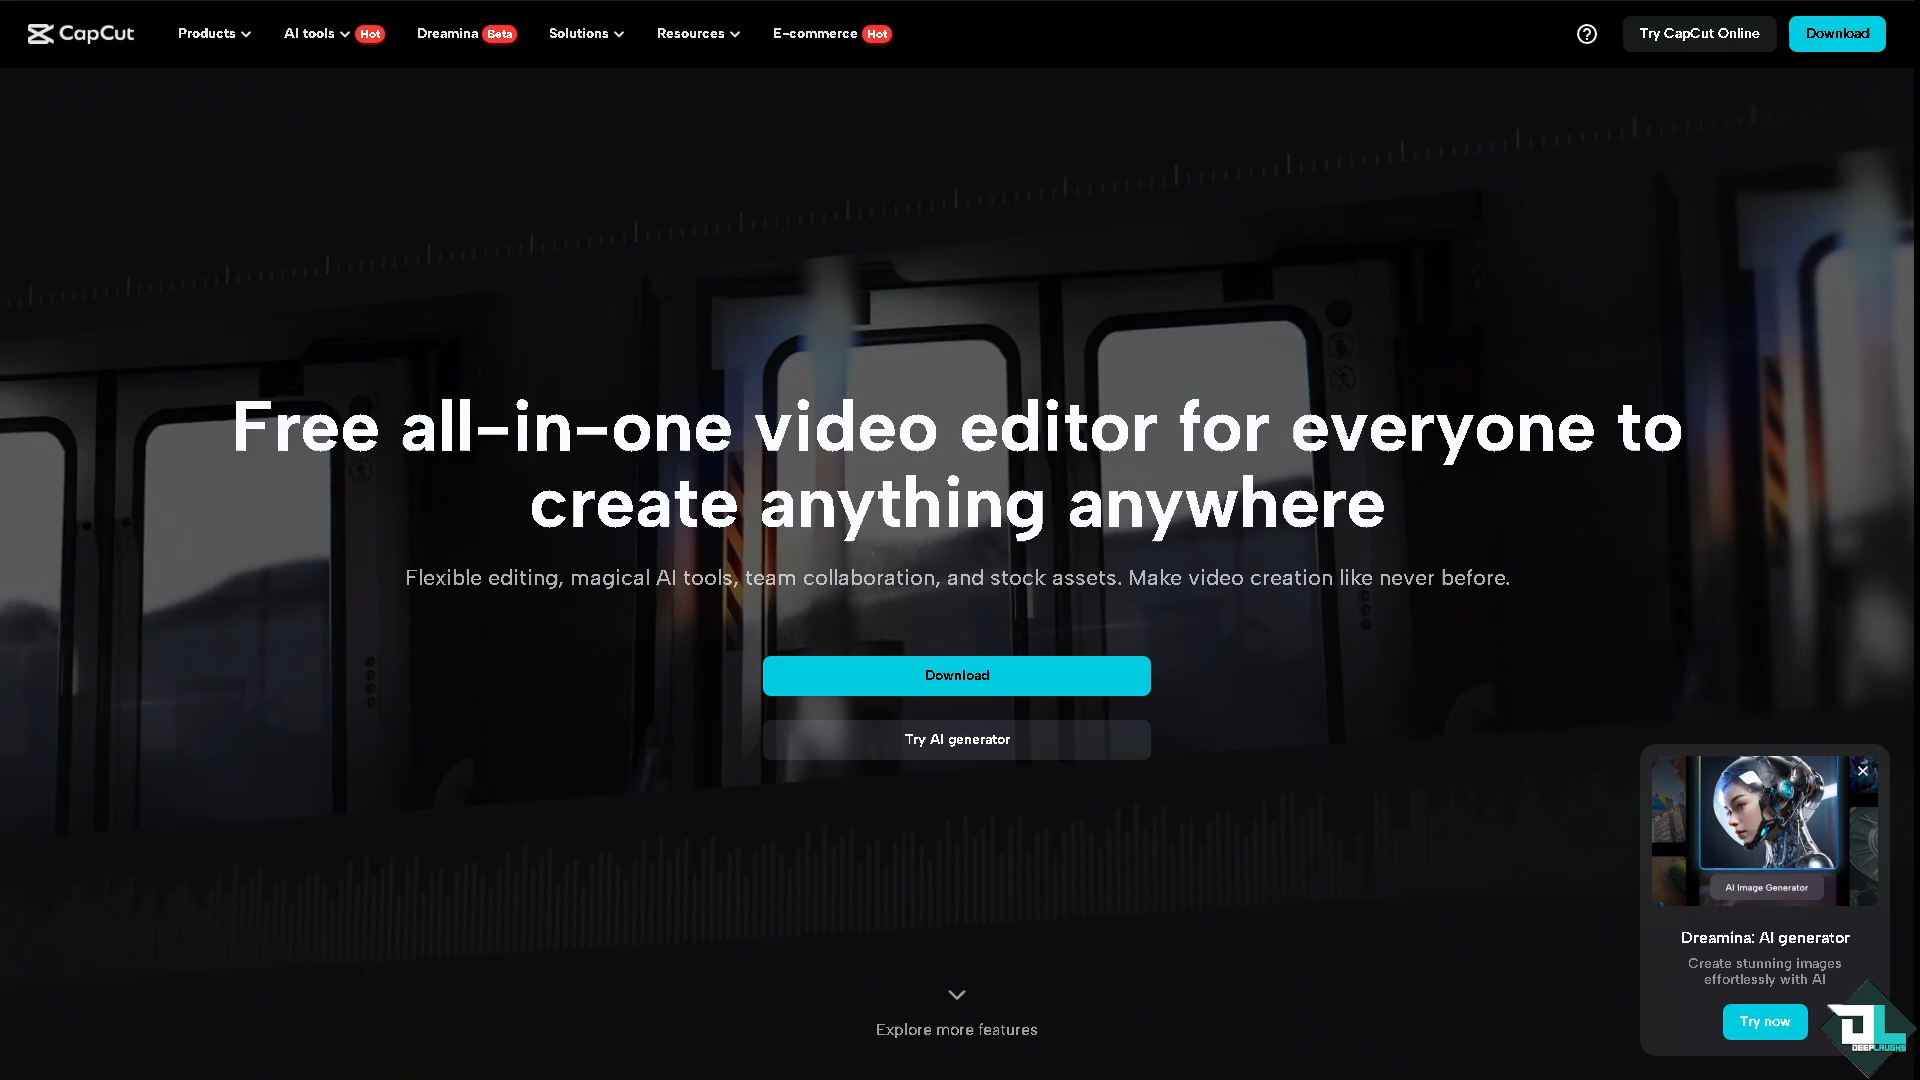 CapCut Products AI tools Hot Dreamina Beta Solutions Resources E-commerce Hot Try CapCut Online Download
Free all-in-one video editor for everyone to
create anything anywhere
Flexible editing, magical AI tools, team collaboration, and stock assets. Make video creation like never before.
Download
Try AI generator
AI Image Generator
Dreamina: AI generator
Create stunning images
effortlessly with AI
Try now
DEEPLAUGHS
Explore more features